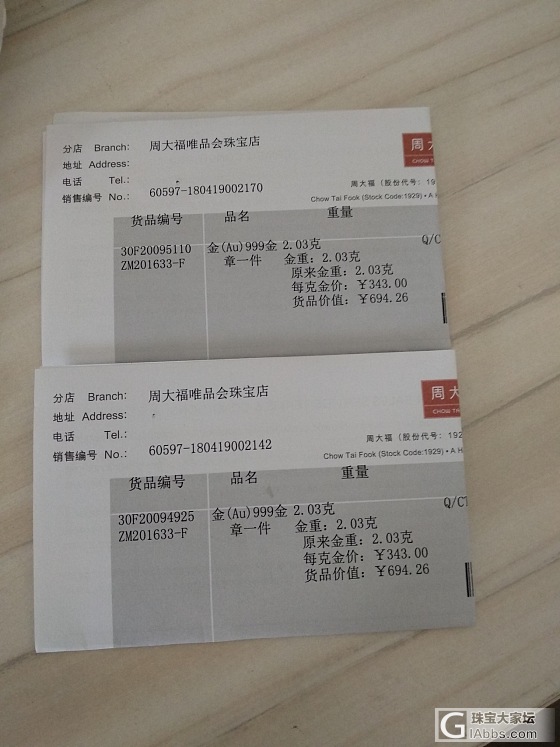 分店 Branch: 周大福唯品会珠宝店
地址 Address:
电话 Tel.:
销售编号 No.: 60597-180419002170
周大
CHOW TA
周大福（股份代号：19
Chow Tai Fook (Stock Code:1929) • A H
货品编号 品名 重量
30F20095110 金(Au)999金 2.03克 Q/C
ZM201633-F 章一件 金重：2.03克
原来金重：2.03克
每克金价：￥343.00
货品价值：￥694.26
分店 Branch: 周大福唯品会珠宝店
地址 Address:
电话 Tel.:
销售编号 No.: 60597-180419002142
周大
CHOW TA
周大福（股份代号：192
Chow Tai Fook (Stock Code:1929) • A H
货品编号 品名 重量
30F20094925 金(Au)999金 2.03克 Q/CT
ZM201633-F 章一件 金重：2.03克
原来金重：2.03克
每克金价：￥343.00
货品价值：￥694.26
G 珠宝大家坛
GIAbbs.com